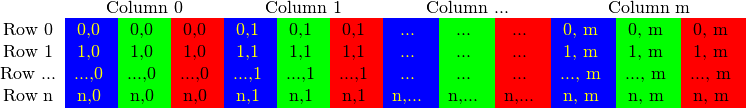 Column 0 Column 1 Column ... Column m
Row 0 0,0 0,0 0,0 0,1 0,1 0,1 ... ... ... 0, m 0, m 0, m
Row 1 1,0 1,0 1,0 1,1 1,1 1,1 ... ... ... 1, m 1, m 1, m
Row ... ...,0 ...,0 ...,0 ...,1 ...,1 ...,1 ... ... ... ..., m ..., m ..., m
Row n n,0 n,0 n,0 n,1 n,1 n,1 n,... n,... n,... n, m n, m n, m